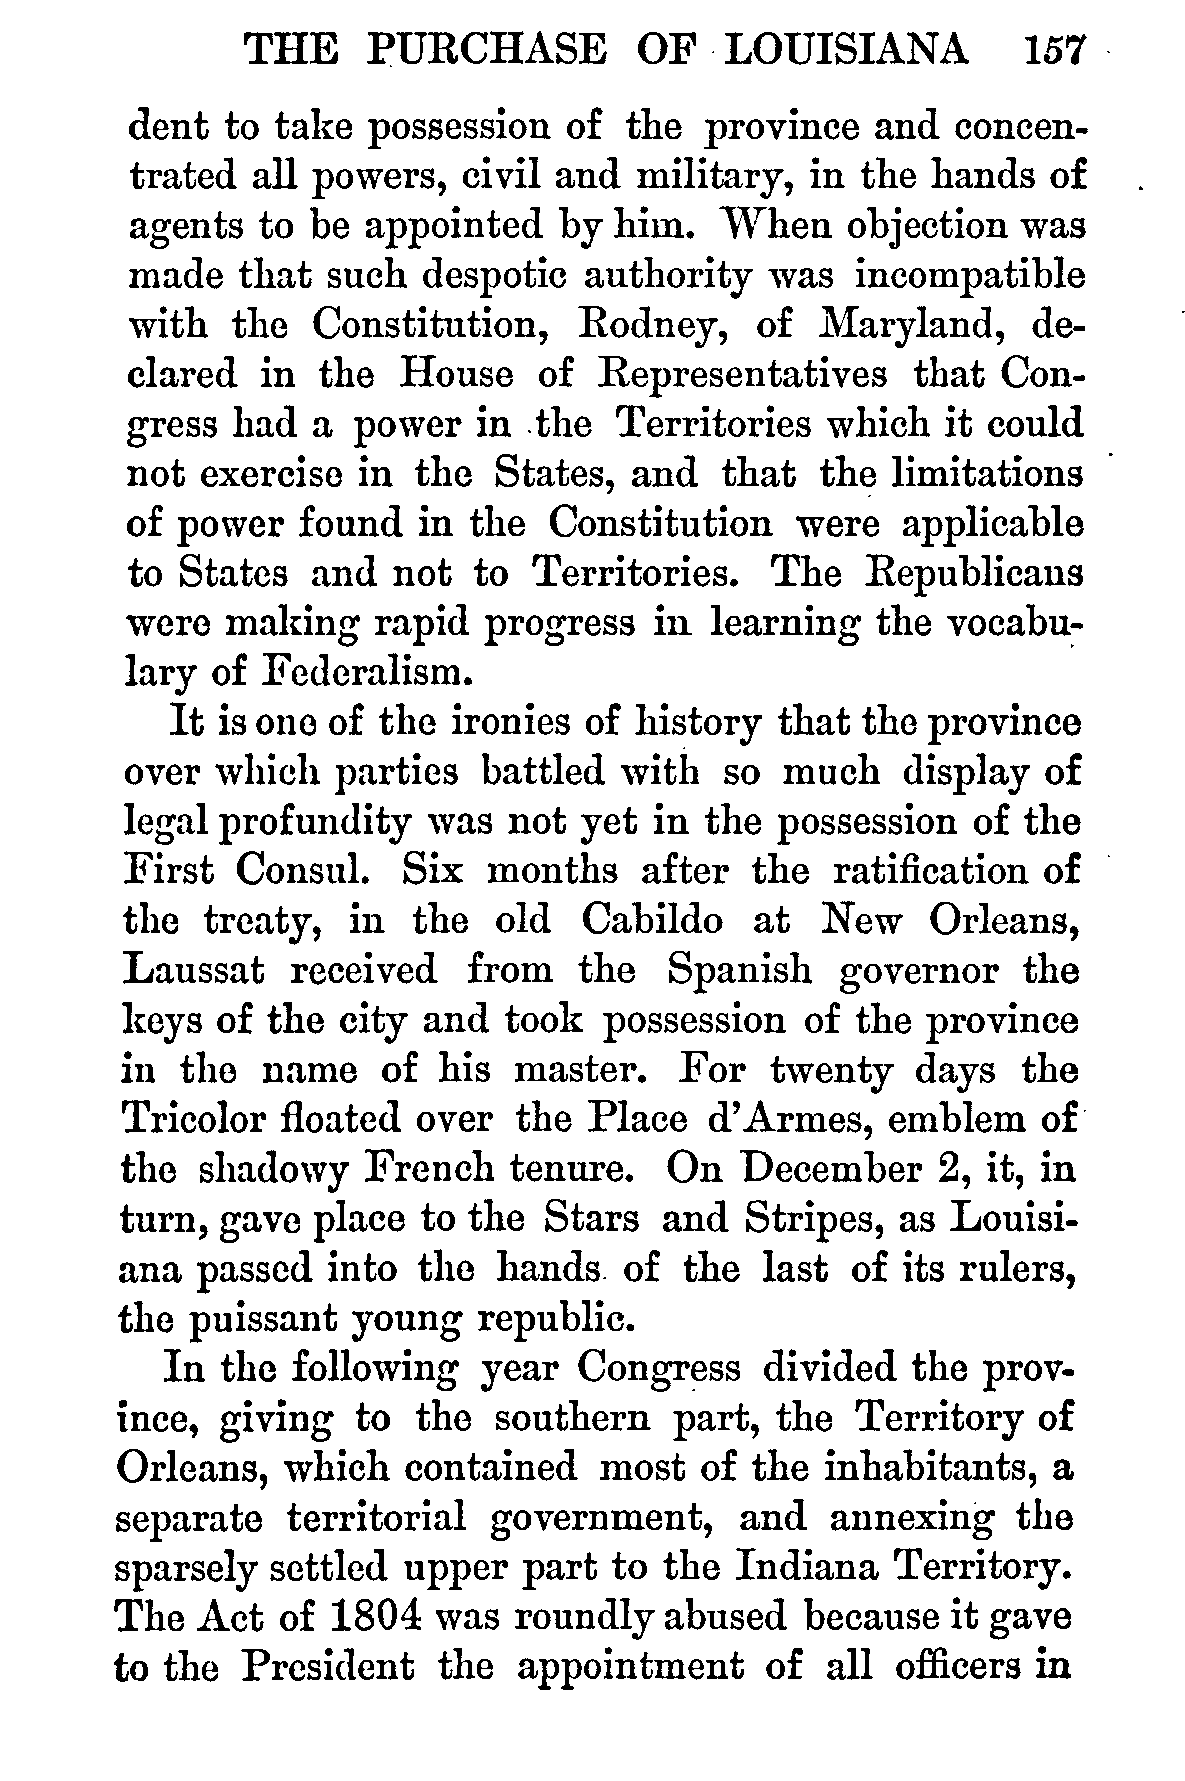 THE PURCHASE OF LOUISIANA 157
dent to take possession of the province and concen-
trated all powers, civil and military, in the hands of
agents to be appointed by him. When objection was
made that such despotic authority was incompatible
with the Constitution, Rodney, of Maryland, de-
clared in the House of Representatives that Con-
gress had a power in the Territories which it could
not exercise in the States, and that the limitations
of power found in the Constitution were applicable
to States and not to Territories. The Republicans
were making rapid progress in learning the vocabu-
lary of Federalism.
It is one of the ironies of history that the province
over which parties battled with so much display of
legal profundity was not yet in the possession of the
First Consul. Six months after the ratification of
the treaty, in the old Cabildo at New Orleans,
Laussat received from the Spanish governor the
keys of the city and took possession of the province
in the name of his master. For twenty days the
Tricolor floated over the Place d'Armes, emblem of
the shadowy French tenure. On December 2, it, in
turn, gave place to the Stars and Stripes, as Louisi-
ana passed into the hands of the last of its rulers,
the puissant young republic.
In the following year Congress divided the prov-
ince, giving to the southern part, the Territory of
Orleans, which contained most of the inhabitants, a
separate territorial government, and annexing the
sparsely settled upper part to the Indiana Territory.
The Act of 1804 was roundly abused because it gave
to the President the appointment of all officers in